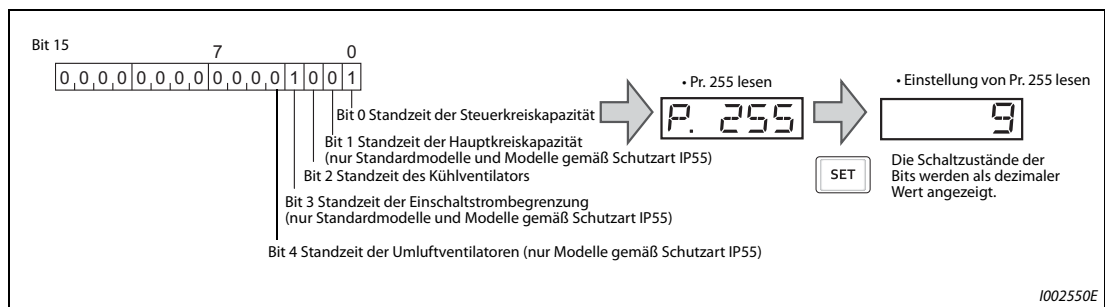 Bit 15
7
0
0 0 0 0 0 0 0 0 0 0 0 0 1 0 0 1
Bit 0 Standzeit der Steuerkreiskapazität
Bit 1 Standzeit der Hauptkreiskapazität
(nur Standardmodelle und Modelle gemäß Schutzart IP55)
Bit 2 Standzeit des Kühlventilators
Bit 3 Standzeit der Einschaltstrombegrenzung
(nur Standardmodelle und Modelle gemäß Schutzart IP55)
Bit 4 Standzeit der Umluftventilatoren (nur Modelle gemäß Schutzart IP55)
• Pr. 255 lesen
P. 255
• Einstellung von Pr. 255 lesen
9
SET
Die Schaltzustände der
Bits werden als dezimaler
Wert angezeigt.
I002550E